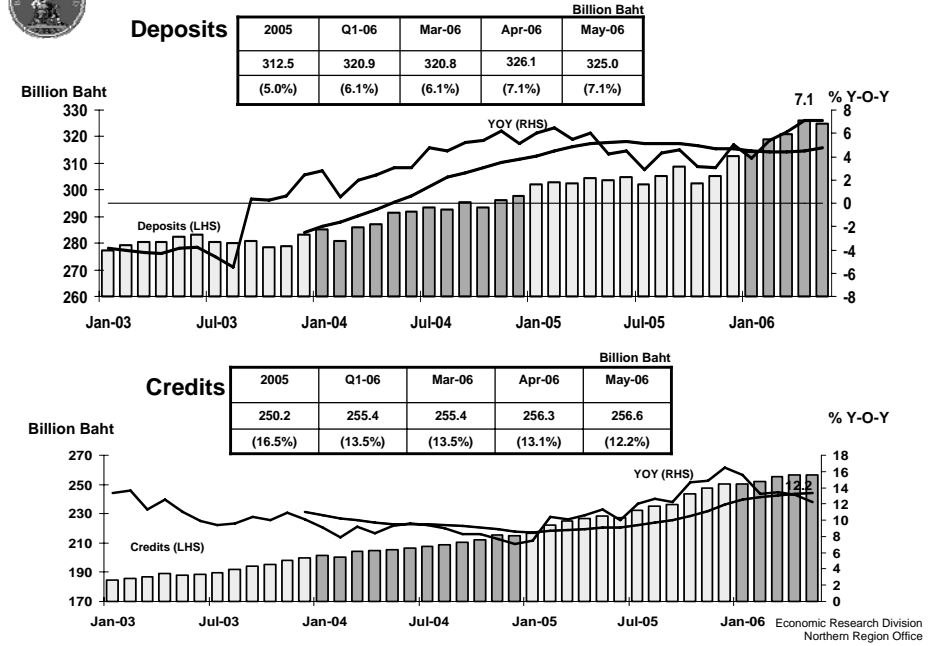 Billion Baht
Deposits
2005 Q1-06 Mar-06 Apr-06 May-06
312.5 320.9 320.8 326.1 325.0
(5.0%) (6.1%) (6.1%) (7.1%) (7.1%)
Billion Baht
7.1 % Y-O-Y
330 8
320 6
310 4
300 2
290 0
280 -2
270 -4
260 -6
-8
YOY (RHS)
Deposits (LHS)
Jan-03 Jul-03 Jan-04 Jul-04 Jan-05 Jul-05 Jan-06
Billion Baht
Credits
2005 Q1-06 Mar-06 Apr-06 May-06
250.2 255.4 255.4 256.3 256.6
(16.5%) (13.5%) (13.5%) (13.1%) (12.2%)
Billion Baht
% Y-O-Y
270 18
250 16
230 14
210 12
190 10
170 8
6
4
2
0
YOY (RHS)
12.2
Credits (LHS)
Jan-03 Jul-03 Jan-04 Jul-04 Jan-05 Jul-05 Jan-06
Economic Research Division
Northern Region Office